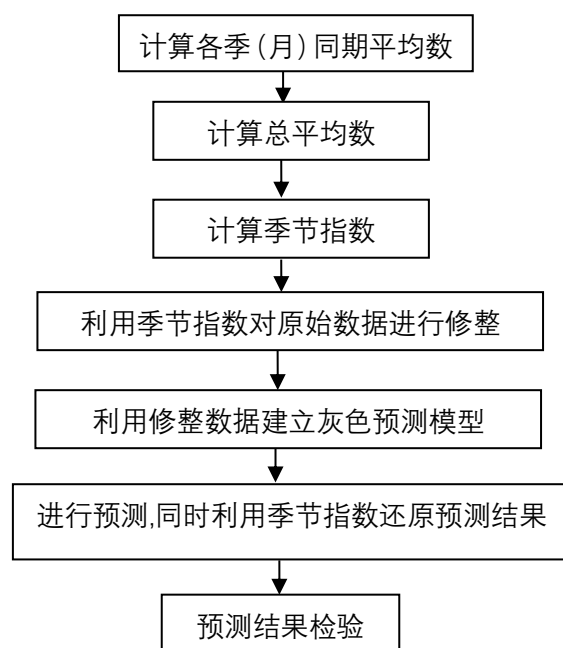 计算各季(月)同期平均数
计算总平均数
计算季节指数
利用季节指数对原始数据进行修整
利用修整数据建立灰色预测模型
进行预测,同时利用季节指数还原预测结果
预测结果检验